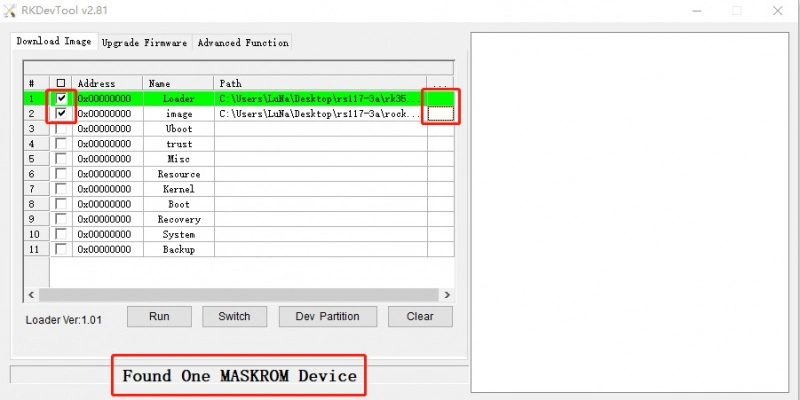 RKDevTool v2.81
Download Image Upgrade Firmware Advanced Function
# Address Name Path ...
1 0x00000000 Loader C:\Users\LuNa\Desktop\rs117-3a\rk35...
2 0x00000000 image C:\Users\LuNa\Desktop\rs117-3a\rock...
3 0x00000000 Uboot
4 0x00000000 trust
5 0x00000000 Misc
6 0x00000000 Resource
7 0x00000000 Kernel
8 0x00000000 Boot
9 0x00000000 Recovery
10 0x00000000 System
11 0x00000000 Backup
Loader Ver:1.01 Run Switch Dev Partition Clear
Found One MASKROM Device